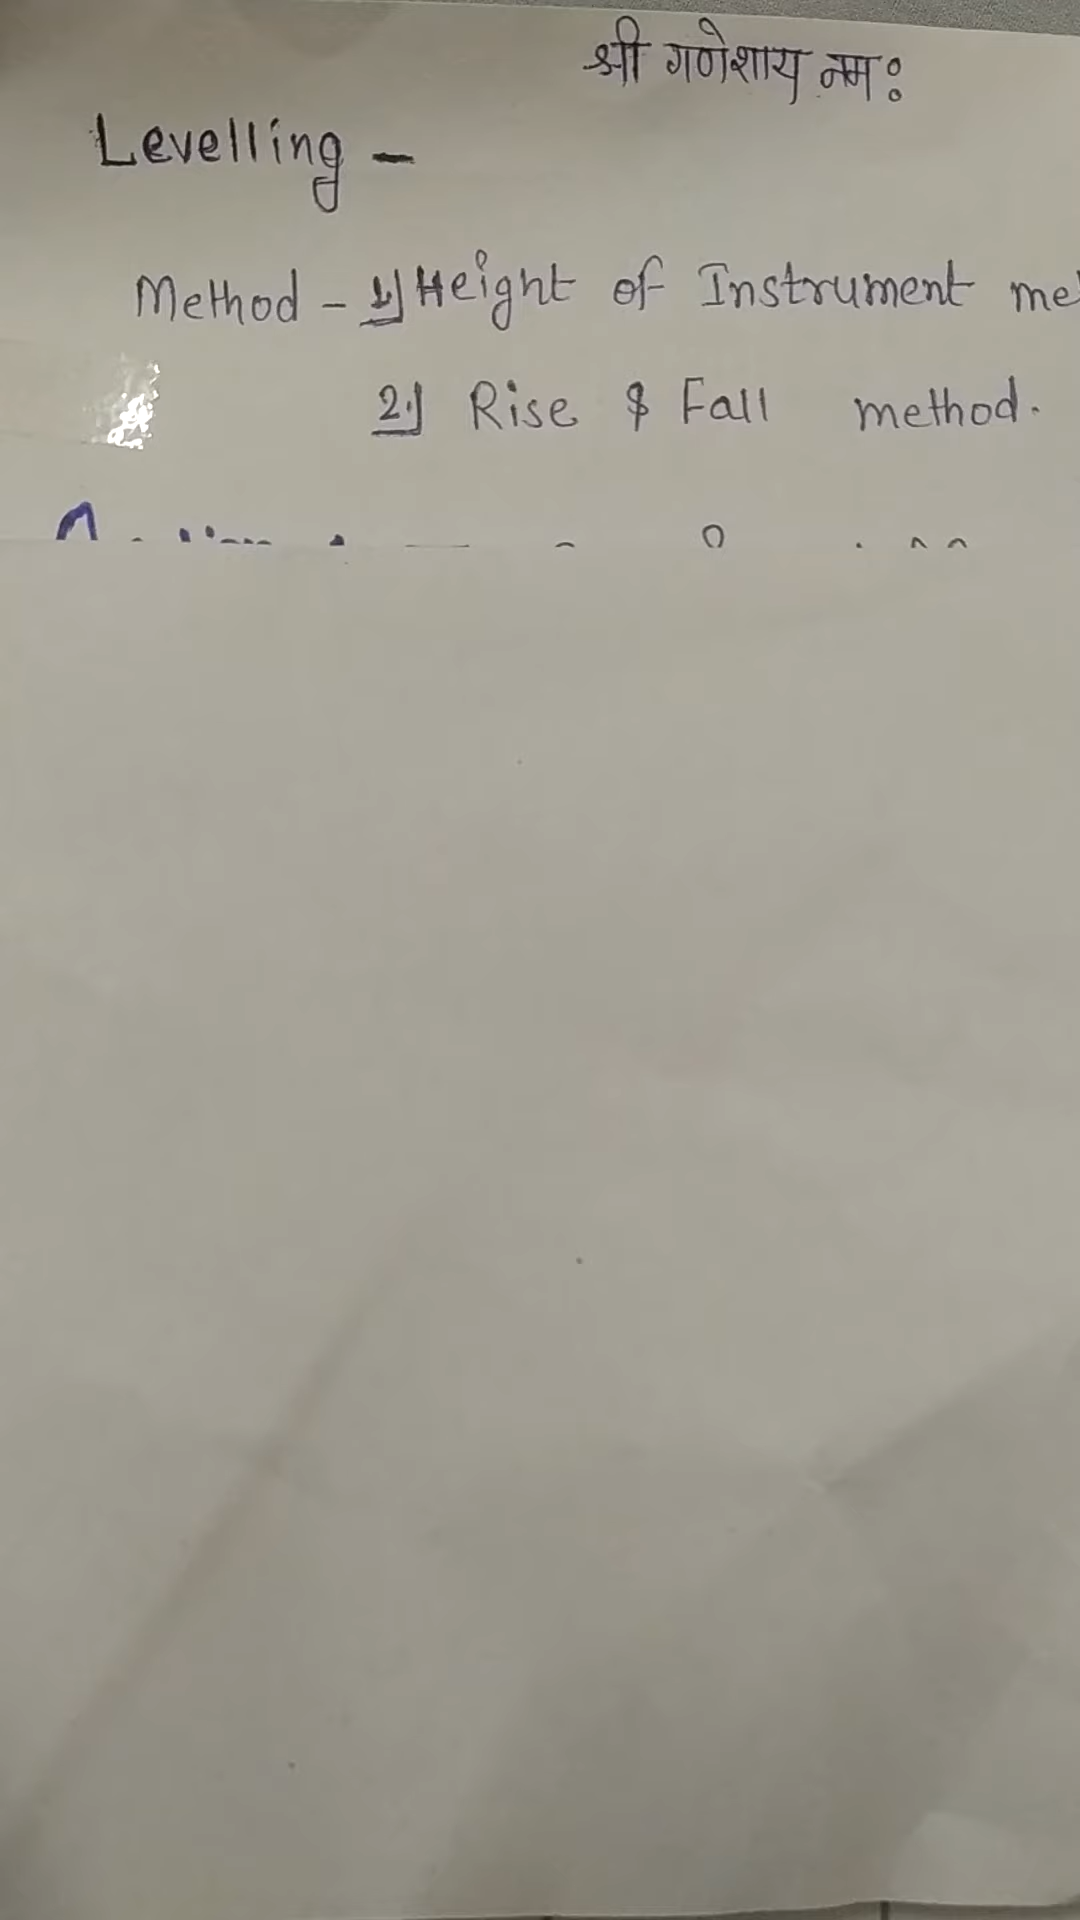 श्री गणेशाय नमः
Levelling -
Method - 1) Height of Instrument
2.) Rise & Fall method.